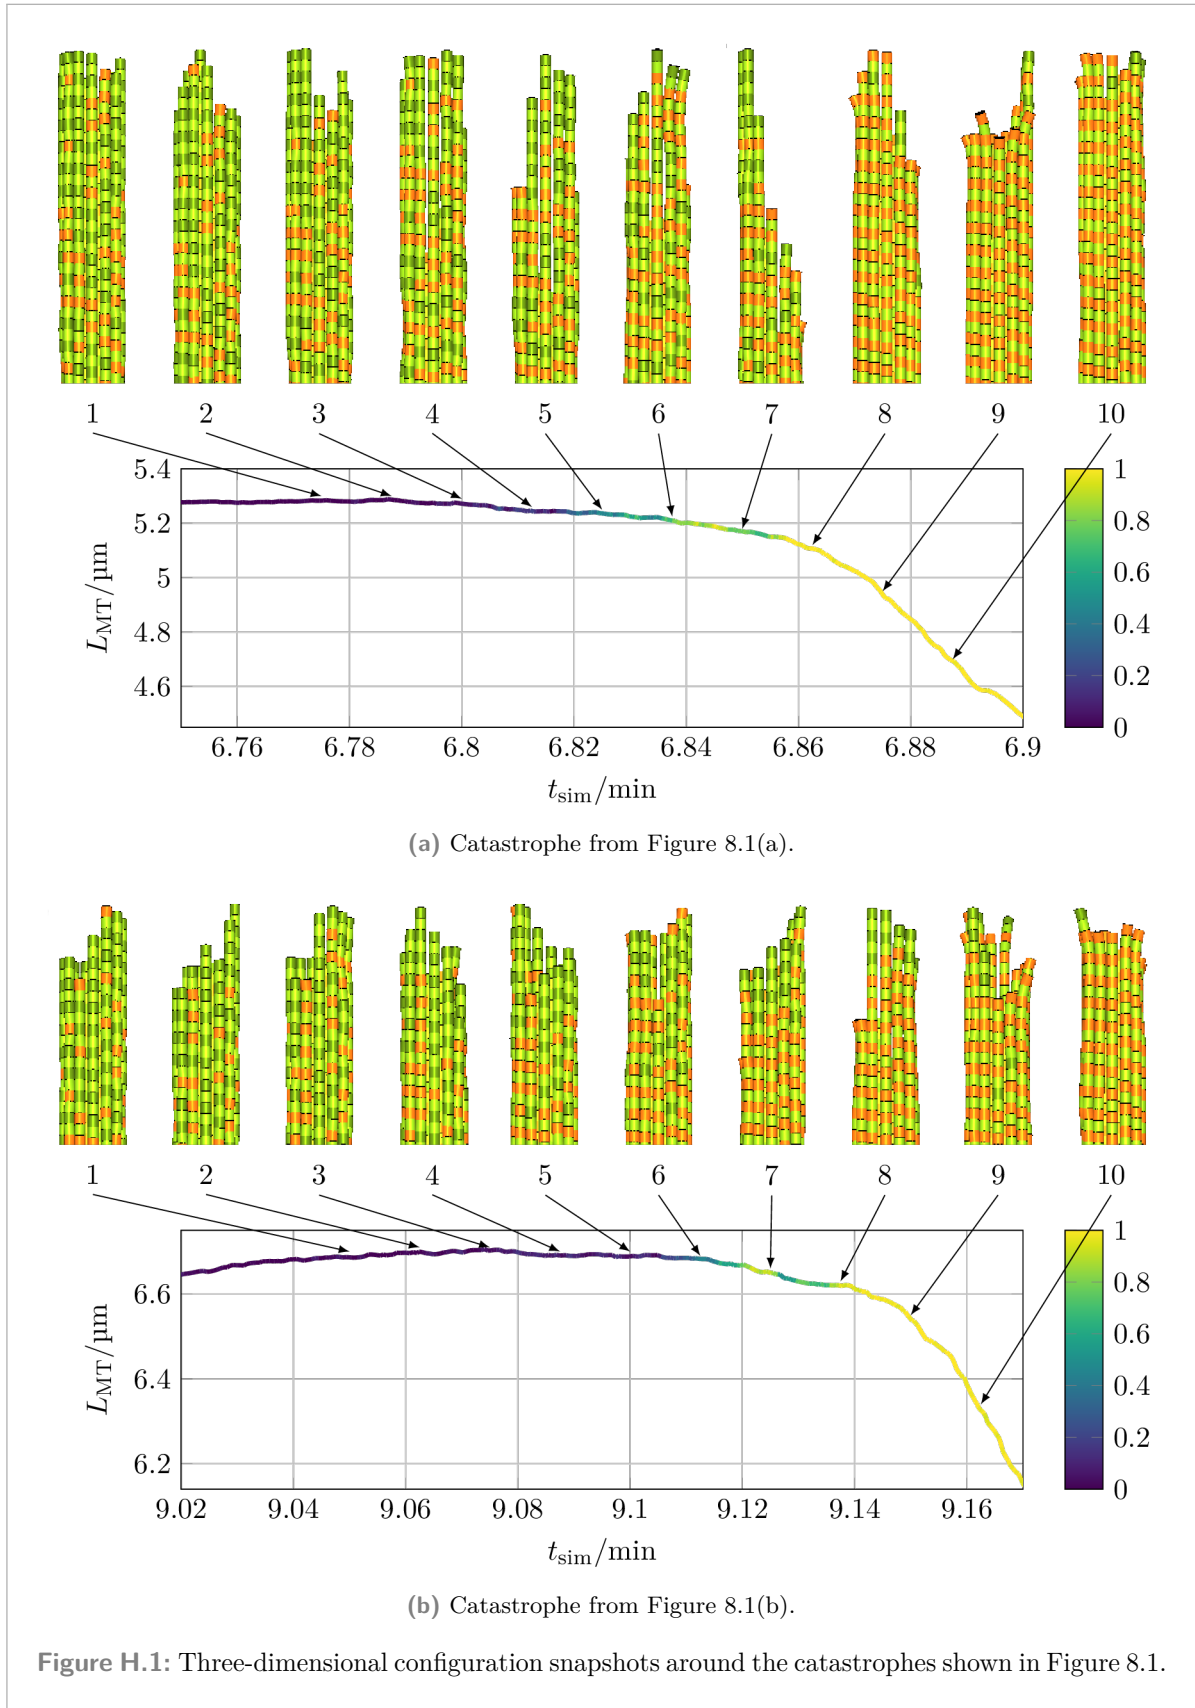 1 2 3 4 5 6 7 8 9 10
5.4
5.2
5
4.8
4.6
L_MT/µm
6.76 6.78 6.8 6.82 6.84 6.86 6.88 6.9
t_sim/min
1
0.8
0.6
0.4
0.2
0
(a) Catastrophe from Figure 8.1(a).
1 2 3 4 5 6 7 8 9 10
6.6
6.4
6.2
L_MT/µm
9.02 9.04 9.06 9.08 9.1 9.12 9.14 9.16
t_sim/min
1
0.8
0.6
0.4
0.2
0
(b) Catastrophe from Figure 8.1(b).
Figure H.1: Three-dimensional configuration snapshots around the catastrophes shown in Figure 8.1.